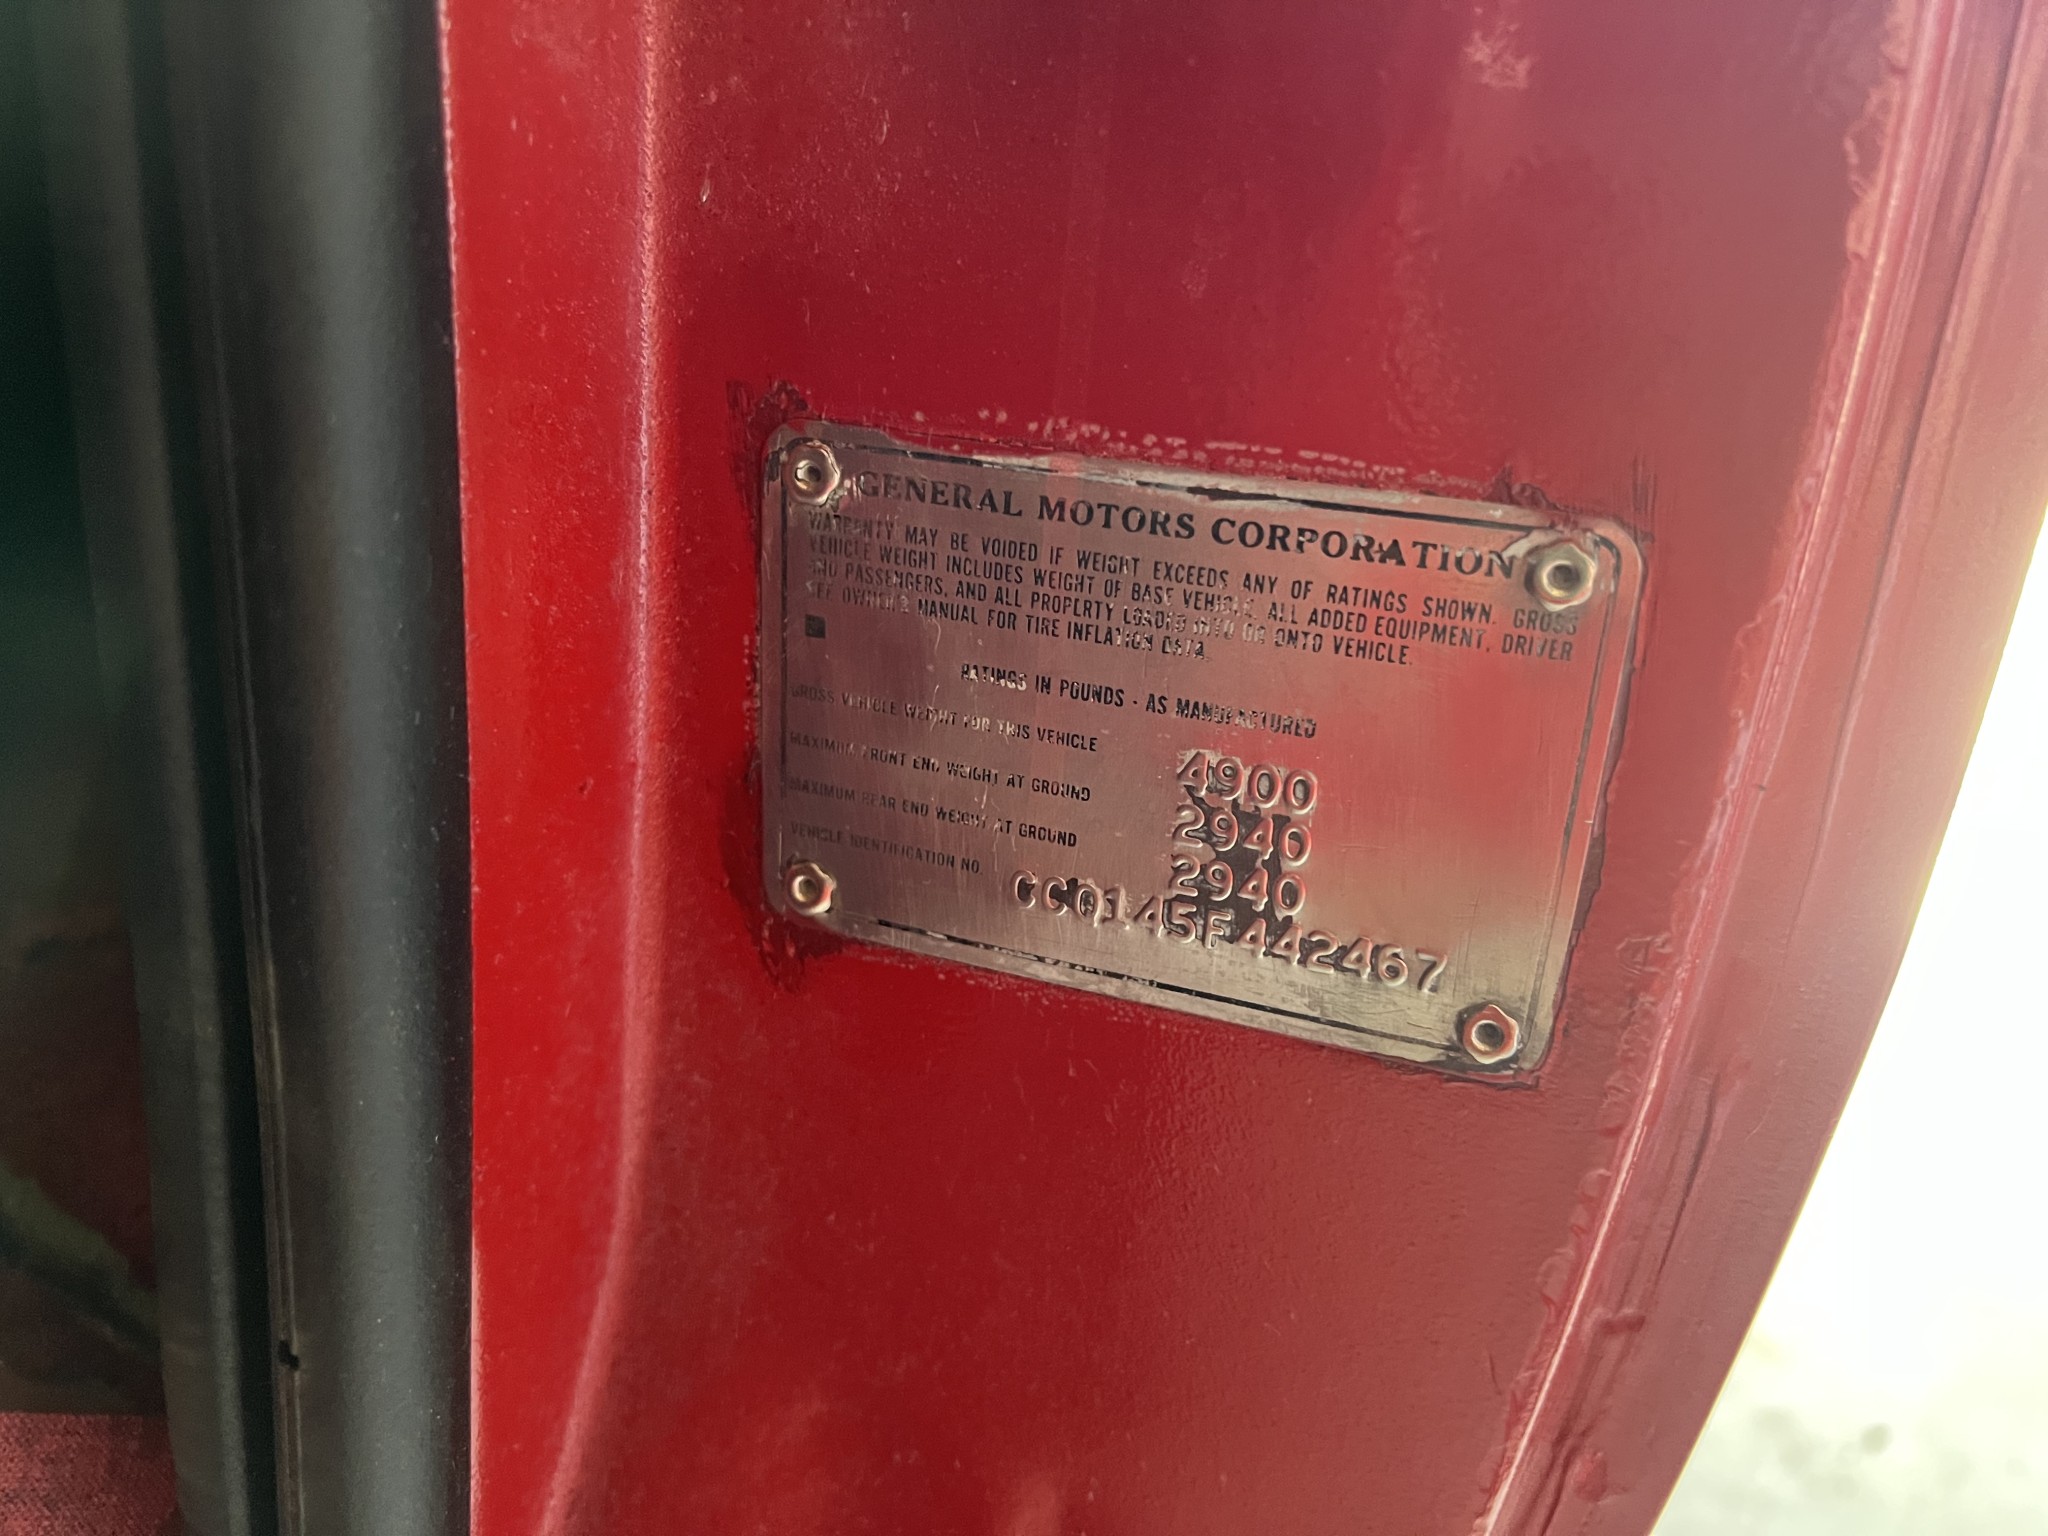 GENERAL MOTORS CORPORATION
WARRANTY MAY BE VOIDED IF WEIGHT EXCEEDS ANY OF RATINGS SHOWN. GROSS
VEHICLE WEIGHT INCLUDES WEIGHT OF BASE VEHICLE, ALL ADDED EQUIPMENT, DRIVER
AND PASSENGERS, AND ALL PROPERTY LOADED INTO OR ONTO VEHICLE.
SEE OWNER'S MANUAL FOR TIRE INFLATION DATA.
RATINGS IN POUNDS - AS MANUFACTURED
GROSS VEHICLE WEIGHT FOR THIS VEHICLE 4900
MAXIMUM FRONT END WEIGHT AT GROUND 2940
MAXIMUM REAR END WEIGHT AT GROUND 2940
VEHICLE IDENTIFICATION NO. CCQ145F442467